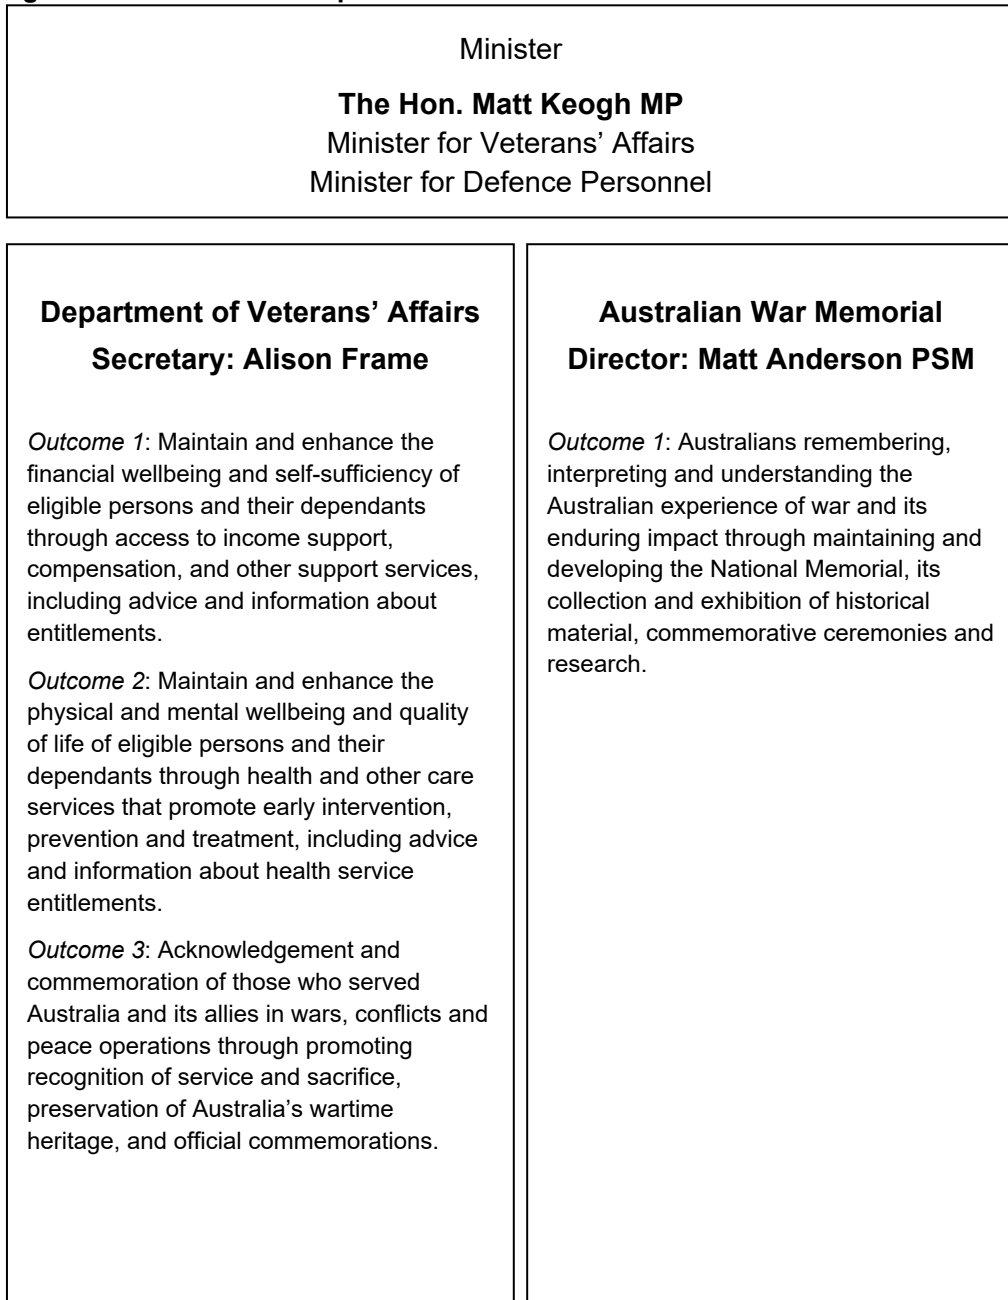 Minister
The Hon. Matt Keogh MP
Minister for Veterans’ Affairs
Minister for Defence Personnel
Department of Veterans’ Affairs
Secretary: Alison Frame
Outcome 1: Maintain and enhance the
financial wellbeing and self-sufficiency of
eligible persons and their dependants
through access to income support,
compensation, and other support services,
including advice and information about
entitlements.
Outcome 2: Maintain and enhance the
physical and mental wellbeing and quality
of life of eligible persons and their
dependants through health and other care
services that promote early intervention,
prevention and treatment, including advice
and information about health service
entitlements.
Outcome 3: Acknowledgement and
commemoration of those who served
Australia and its allies in wars, conflicts and
peace operations through promoting
recognition of service and sacrifice,
preservation of Australia’s wartime
heritage, and official commemorations.
Australian War Memorial
Director: Matt Anderson PSM
Outcome 1: Australians remembering,
interpreting and understanding the
Australian experience of war and its
enduring impact through maintaining and
developing the National Memorial, its
collection and exhibition of historical
material, commemorative ceremonies and
research.